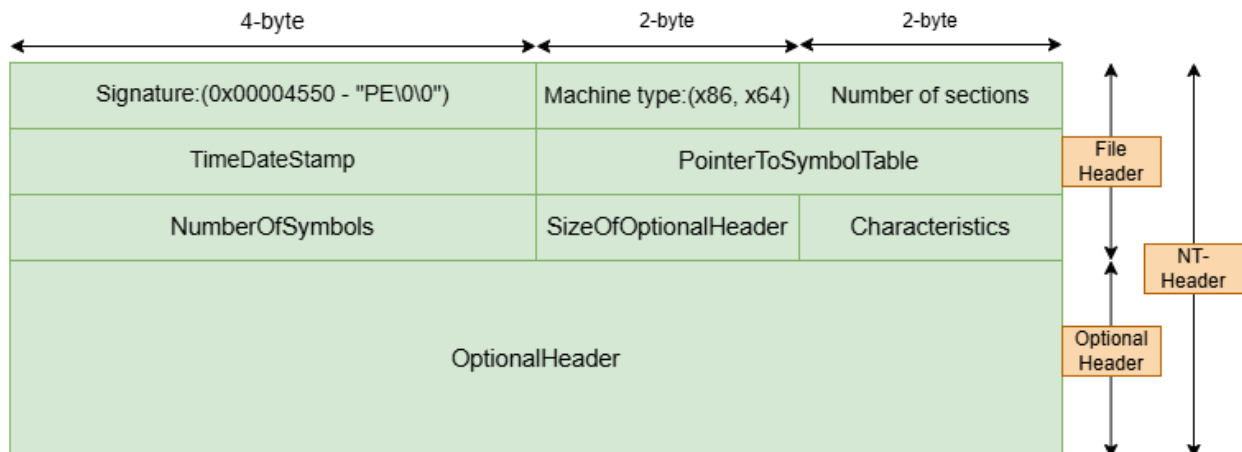 4-byte
2-byte
2-byte
Signature:(0x00004550 - "PE\0\0")
Machine type:(x86, x64)
Number of sections
TimeDateStamp
PointerToSymbolTable
File
Header
NumberOfSymbols
SizeOfOptionalHeader
Characteristics
NT-
Header
OptionalHeader
Optional
Header